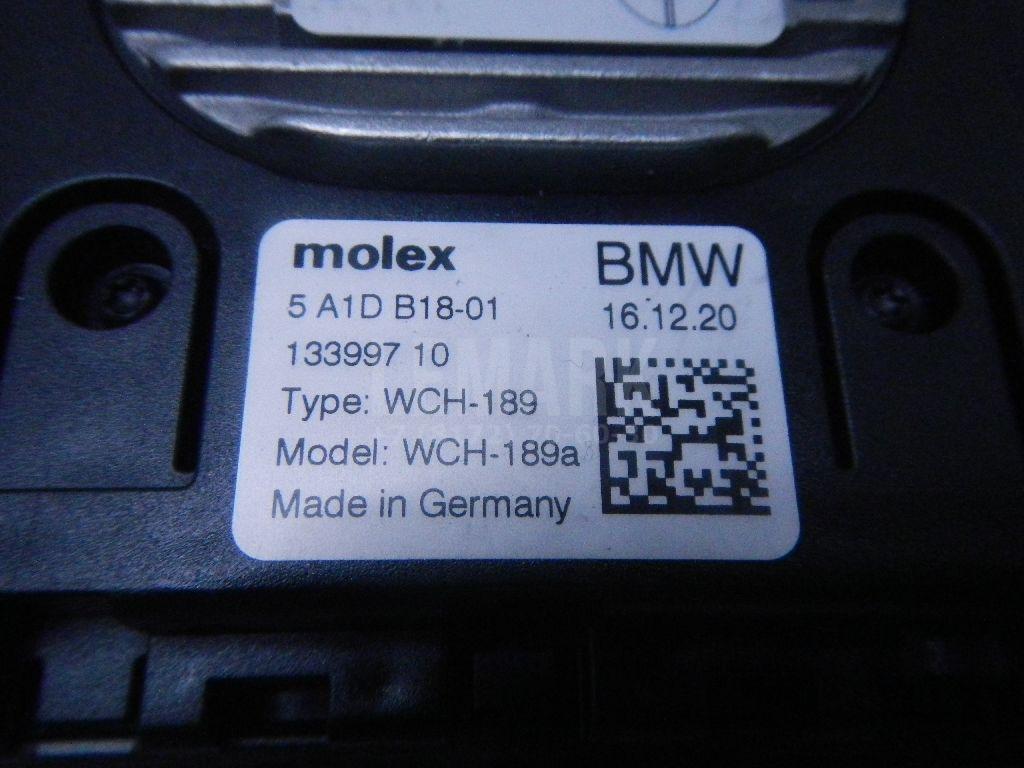 molex
BMW
5 A1D B18-01
16.12.20
133997 10
Type: WCH-189
Model: WCH-189a
Made in Germany